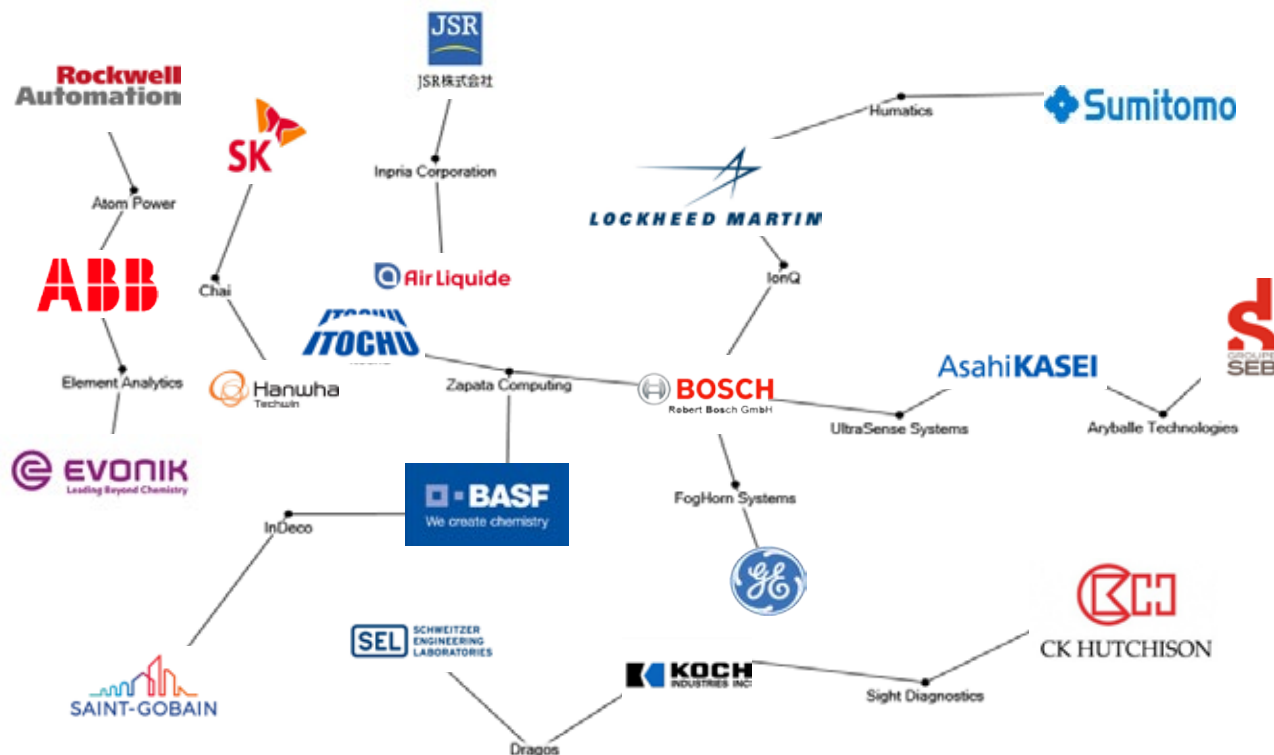 JSR
JSR株式会社
Rockwell
Automation
Humatics
Sumitomo
SK
Inpria Corporation
Atom Power
LOCKHEED MARTIN
ABB
Chai
Air Liquide
IonQ
ITOCHU
GROUPE
SEB
Element Analytics
Hanwha
Techwin
Zapata Computing
BOSCH
Robert Bosch GmbH
AsahiKASEI
UltraSense Systems
Aryballe Technologies
EVONIK
Leading Beyond Chemistry
BASF
We create chemistry
FogHorn Systems
InDeco
GE
CK HUTCHISON
SEL
SCHWEITZER
ENGINEERING
LABORATORIES
KOCH
INDUSTRIES INC
Sight Diagnostics
SAINT-GOBAIN
Dragos